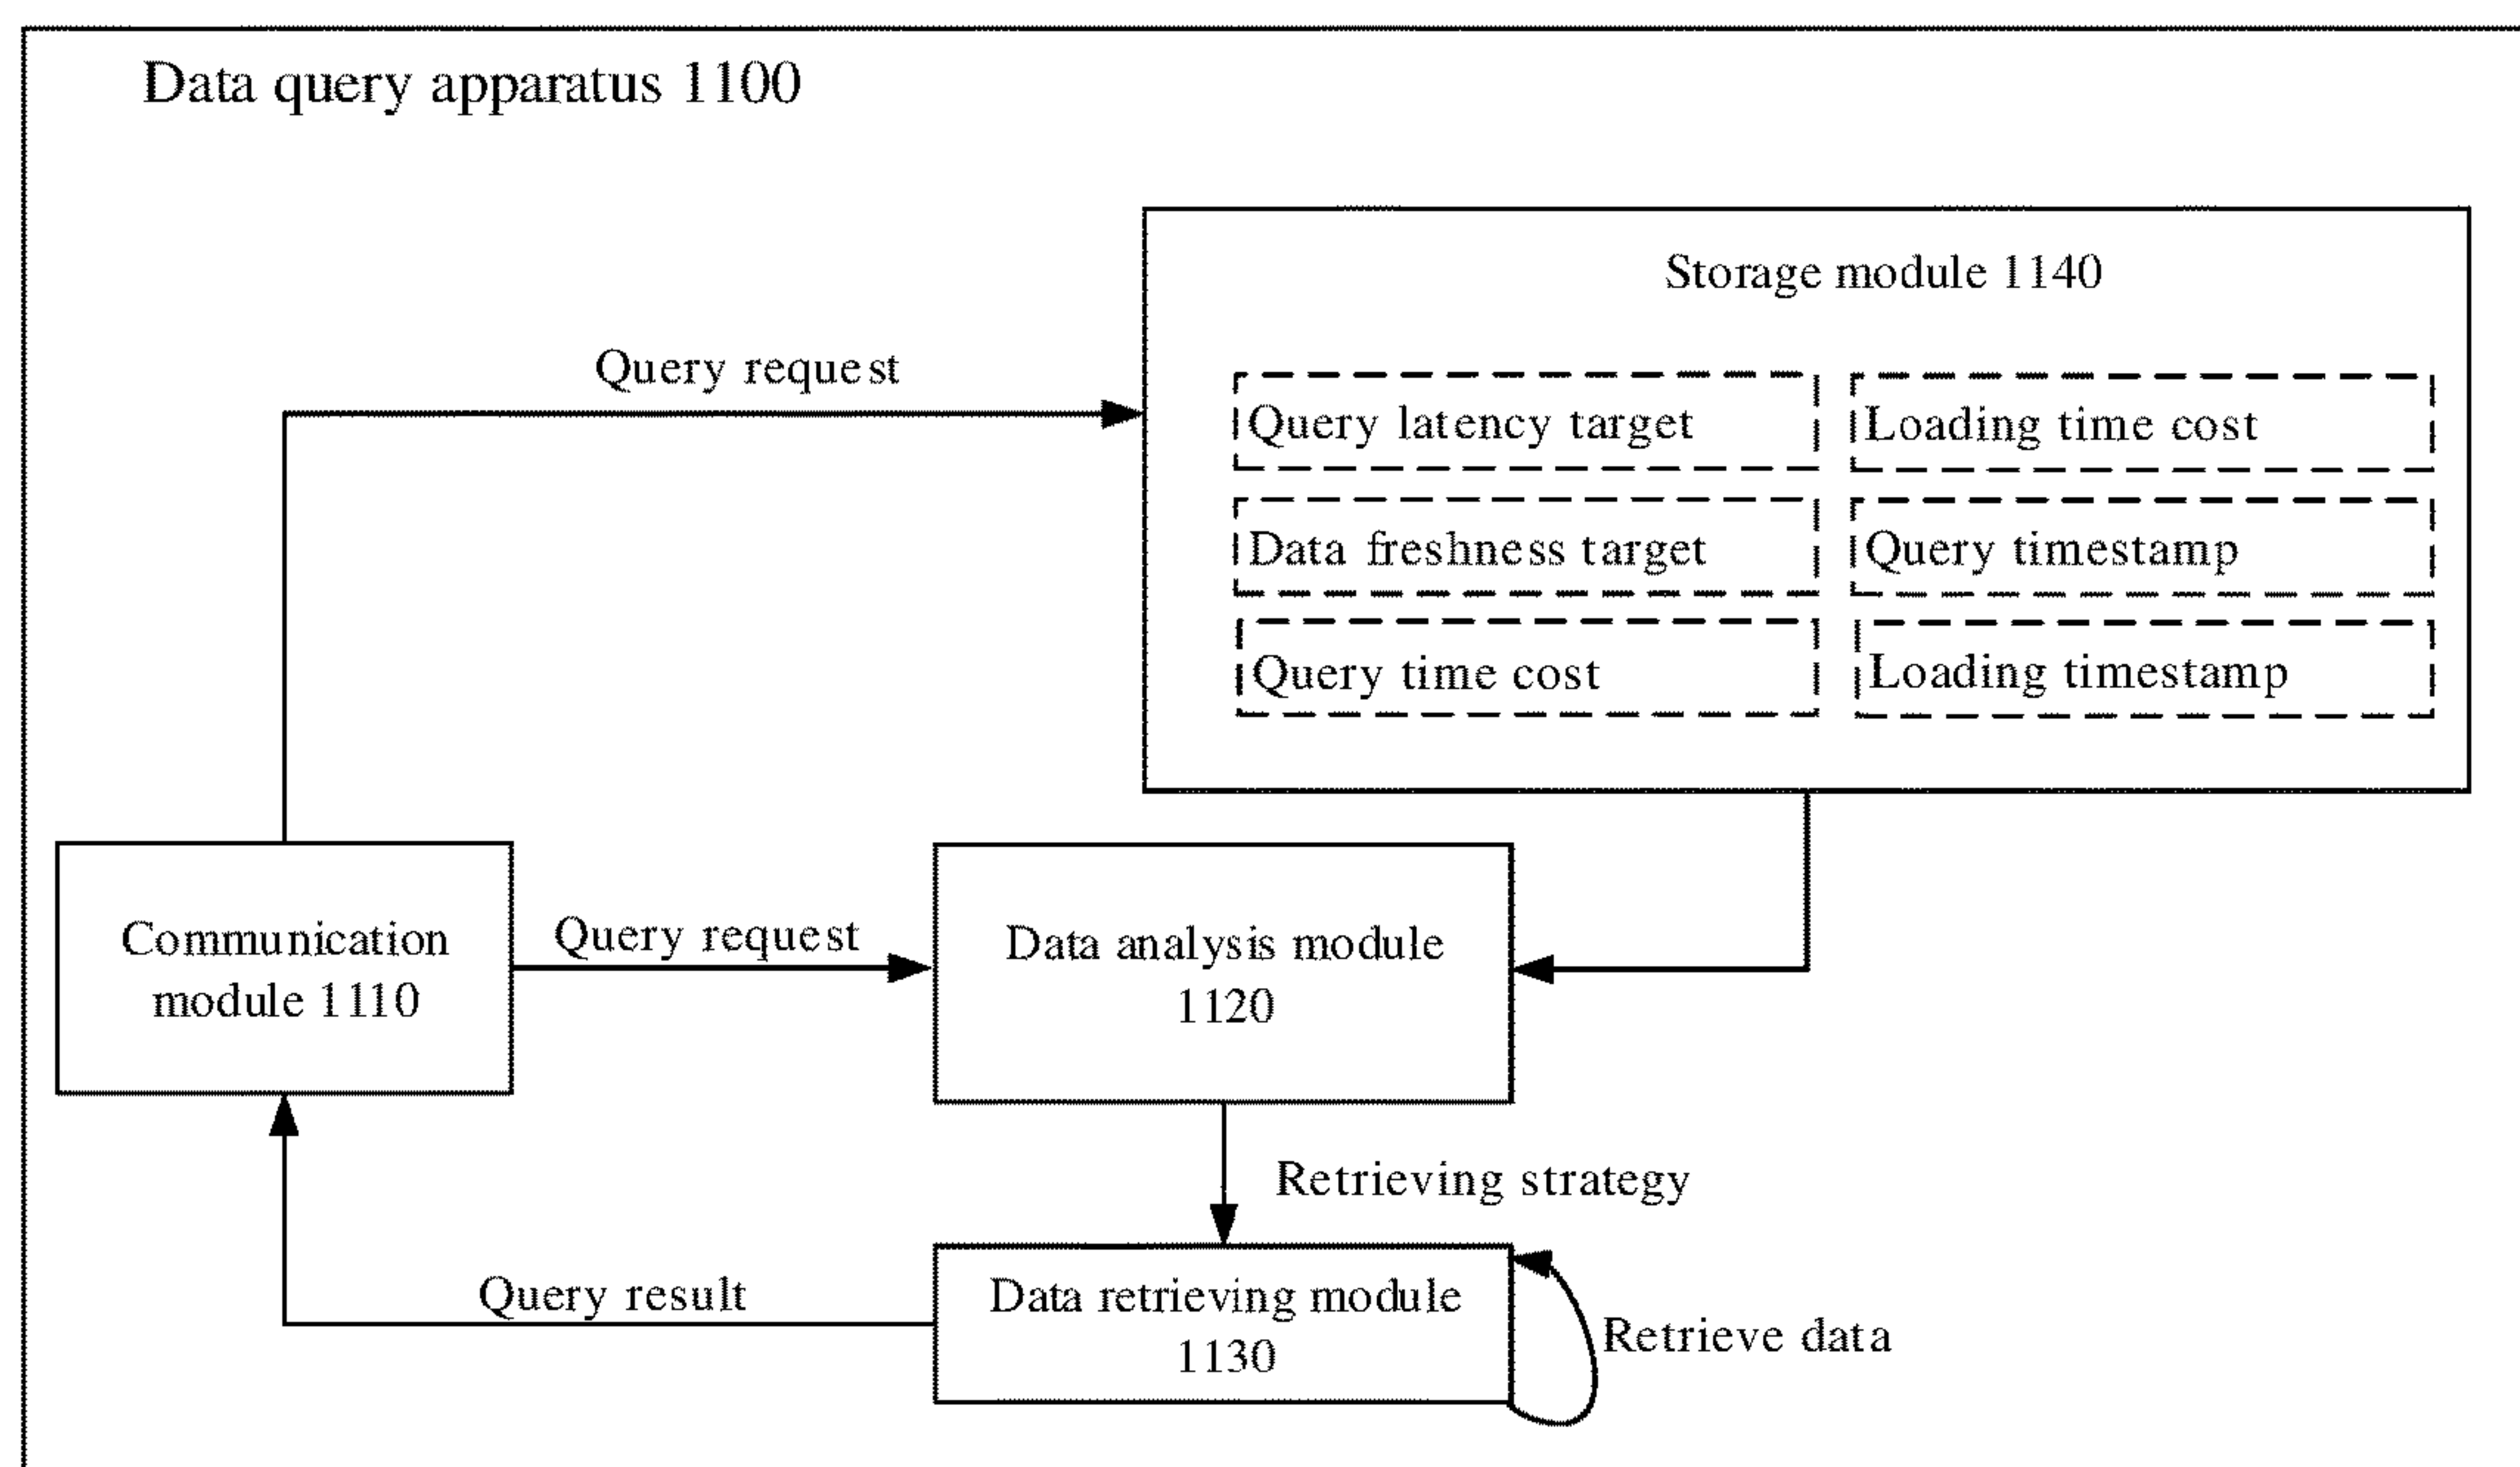 Data query apparatus 1100
Storage module 1140
Query request
Query latency target
Loading time cost
Data freshness target
Query timestamp
Query time cost
Loading timestamp
Communication
module 1110
Query request
Data analysis module
1120
Retrieving strategy
Query result
Data retrieving module
1130
Retrieve data